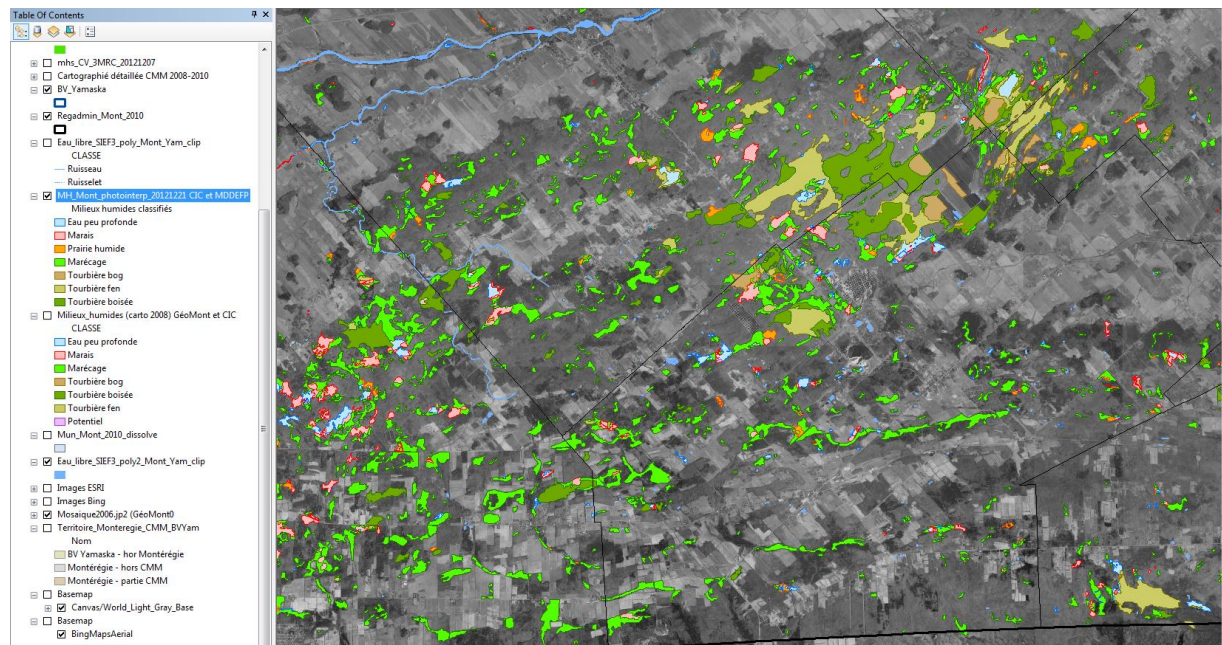 Table Of Contents
mhs_CV_3MRC_20121207
Cartographié détaillée CMM 2008-2010
BV_Yamaska
Regadmin_Mont_2010
Eau_libre_SIEF3_poly_Mont_Yam_clip
CLASSE
Ruisseau
Ruisselet
MH_Mont_photointerp_20121221 CIC et MDDEFP
Milieux humides classifiés
Eau peu profonde
Marais
Prairie humide
Marécage
Tourbière bog
Tourbière fen
Tourbière boisée
Milieux_humides (carto 2008) GéoMont et CIC
CLASSE
Eau peu profonde
Marais
Marécage
Tourbière bog
Tourbière boisée
Tourbière fen
Potentiel
Mun_Mont_2010_dissolve
Eau_libre_SIEF3_poly2_Mont_Yam_clip
Images ESRI
Images Bing
Mosaique2006.jp2 (GéoMont0
Territoire_Monteregie_CMM_BVYam
Nom
BV Yamaska - hor Montérégie
Montérégie - hors CMM
Montérégie - partie CMM
Basemap
Canvas/World_Light_Gray_Base
Basemap
BingMapsAerial